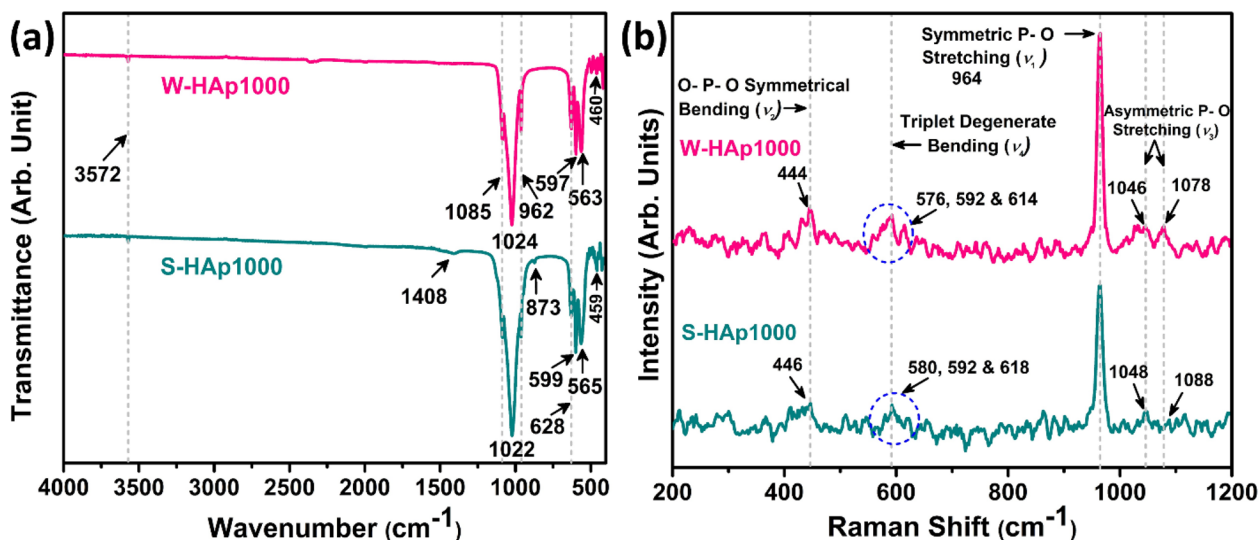 (a)
Transmittance (Arb. Unit)
W-HAp1000
3572
1085
962
1024
597
563
460
S-HAp1000
1408
873
599
565
628
1022
459
4000 3500 3000 2500 2000 1500 1000 500
Wavenumber (cm⁻¹)
(b)
Intensity (Arb. Units)
Symmetric P- O
Stretching (ν₁)
964
O- P- O Symmetrical
Bending (ν₂)
Triplet Degenerate
Bending (ν₄)
Asymmetric P- O
Stretching (ν₃)
W-HAp1000
444
576, 592 & 614
1046
1078
S-HAp1000
446
580, 592 & 618
1048
1088
200 400 600 800 1000 1200
Raman Shift (cm⁻¹)